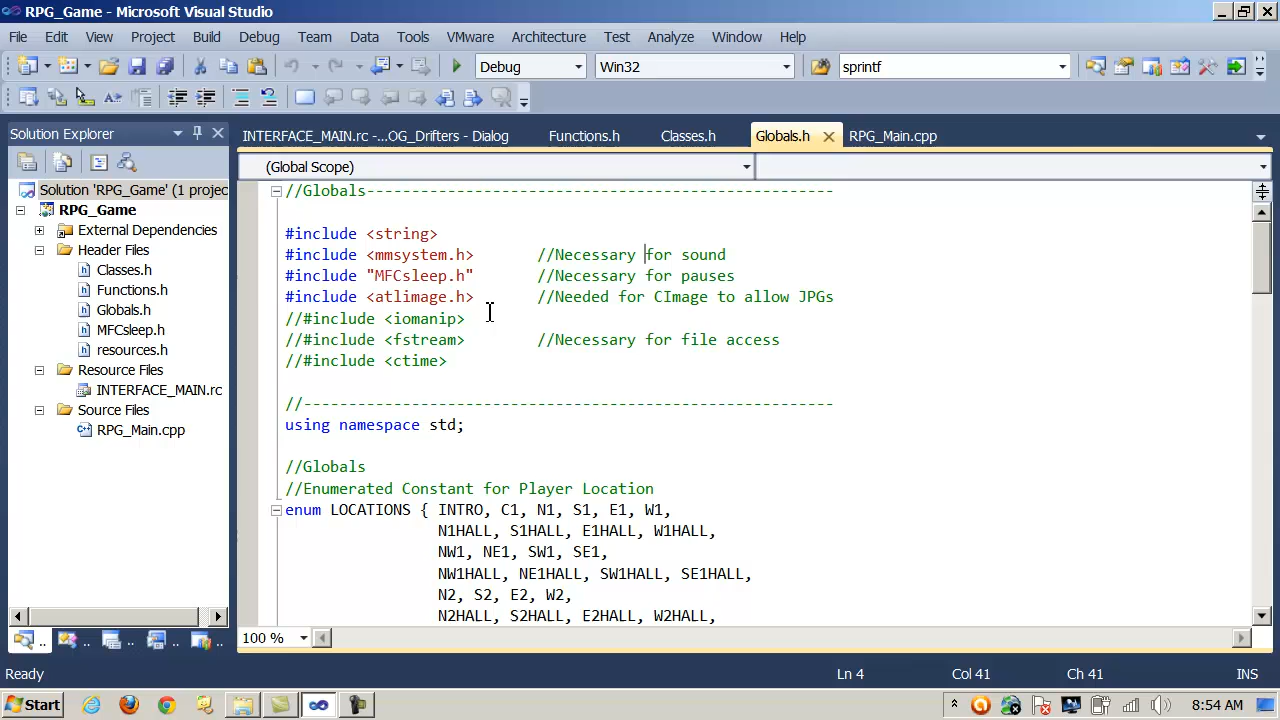 RPG_Game - Microsoft Visual Studio
File Edit View Project Build Debug Team Data Tools VMware Architecture Test Analyze Window Help
Debug Win32 sprintf
Solution Explorer
INTERFACE_MAIN.rc -...OG_Drifters - Dialog Functions.h Classes.h Globals.h RPG_Main.cpp
(Global Scope)
Solution 'RPG_Game' (1 projec
RPG_Game
External Dependencies
Header Files
Classes.h
Functions.h
Globals.h
MFCsleep.h
resources.h
Resource Files
INTERFACE_MAIN.rc
Source Files
RPG_Main.cpp
//Globals----------------------------------------------------
#include <string>
#include <mmsystem.h> //Necessary for sound
#include "MFCsleep.h" //Necessary for pauses
#include <atlimage.h> //Needed for CImage to allow JPGs
//#include <iomanip>
//#include <fstream> //Necessary for file access
//#include <ctime>
//-----------------------------------------------------------
using namespace std;
//Globals
//Enumerated Constant for Player Location
enum LOCATIONS { INTRO, C1, N1, S1, E1, W1,
N1HALL, S1HALL, E1HALL, W1HALL,
NW1, NE1, SW1, SE1,
NW1HALL, NE1HALL, SW1HALL, SE1HALL,
N2, S2, E2, W2,
N2HALL, S2HALL, E2HALL, W2HALL,
100 %
Ready Ln 4 Col 41 Ch 41 INS
Start 8:54 AM